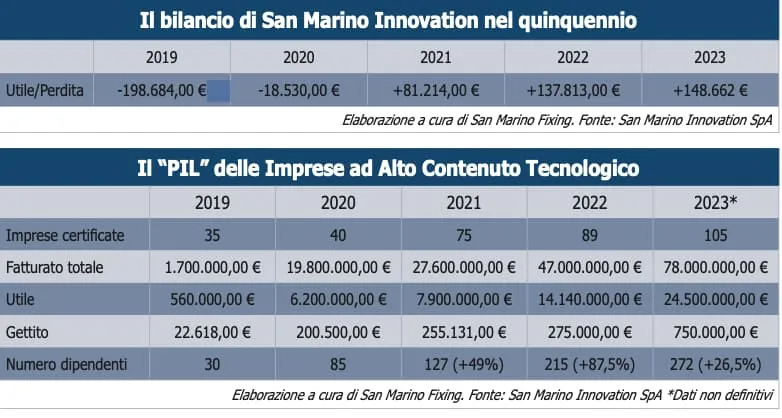 Il bilancio di San Marino Innovation nel quinquennio
2019 2020 2021 2022 2023
Utile/Perdita -198.684,00 € -18.530,00 € +81.214,00 € +137.813,00 € +148.662 €
Elaborazione a cura di San Marino Fixing. Fonte: San Marino Innovation SpA
Il “PIL” delle Imprese ad Alto Contenuto Tecnologico
2019 2020 2021 2022 2023*
Imprese certificate 35 40 75 89 105
Fatturato totale 1.700.000,00 € 19.800.000,00 € 27.600.000,00 € 47.000.000,00 € 78.000.000,00 €
Utile 560.000,00 € 6.200.000,00 € 7.900.000,00 € 14.140.000,00 € 24.500.000,00 €
Gettito 22.618,00 € 200.500,00 € 255.131,00 € 275.000,00 € 750.000,00 €
Numero dipendenti 30 85 127 (+49%) 215 (+87,5%) 272 (+26,5%)
Elaborazione a cura di San Marino Fixing. Fonte: San Marino Innovation SpA *Dati non definitivi